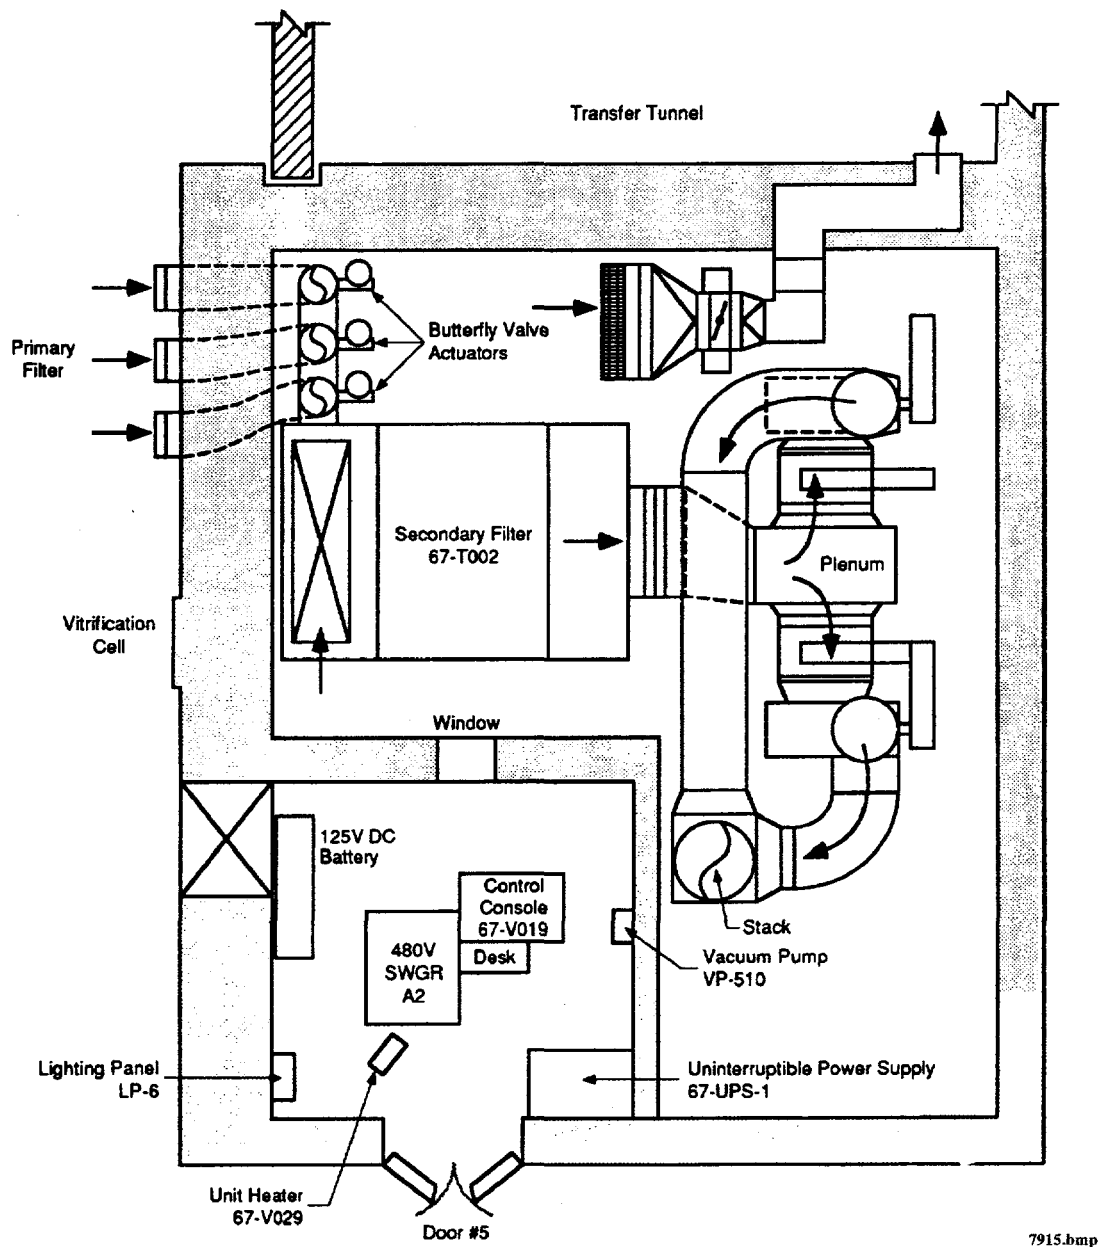 Transfer Tunnel
Primary
Filter
Butterfly Valve
Actuators
Secondary Filter
67-T002
Plenum
Vitrification
Cell
Window
125V DC
Battery
Control
Console
67-V019
480V
SWGR
A2
Desk
Stack
Vacuum Pump
VP-510
Lighting Panel
LP-6
Uninterruptible Power Supply
67-UPS-1
Unit Heater
67-V029
Door #5
7915.bmp